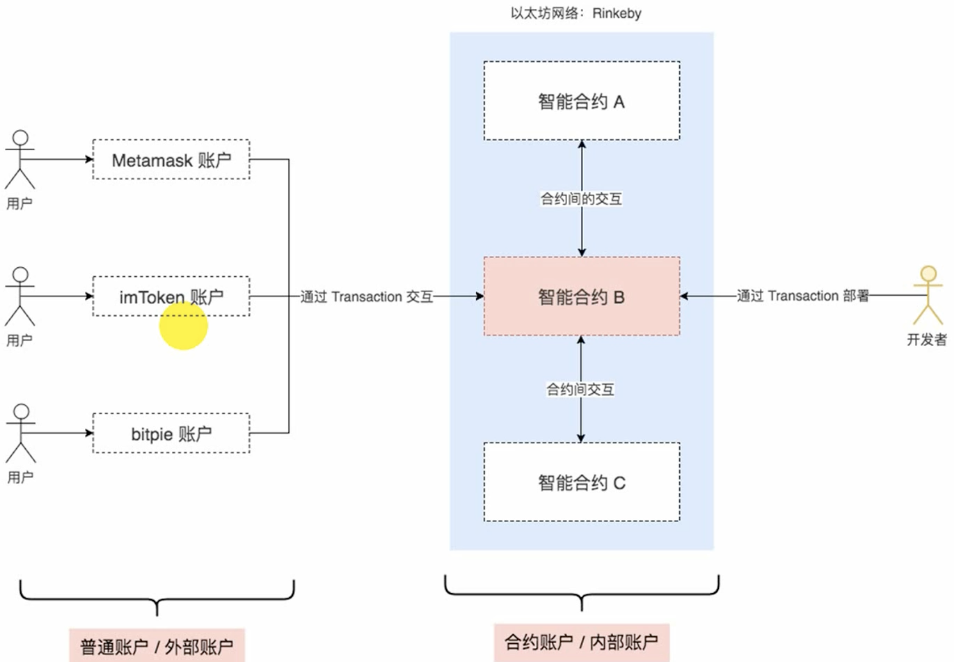 以太坊网络：Rinkeby
智能合约 A
Metamask 账户
用户
合约间的交互
imToken 账户
通过 Transaction 交互
智能合约 B
通过 Transaction 部署
用户
开发者
合约间交互
bitpie 账户
用户
智能合约 C
普通账户 / 外部账户
合约账户 / 内部账户